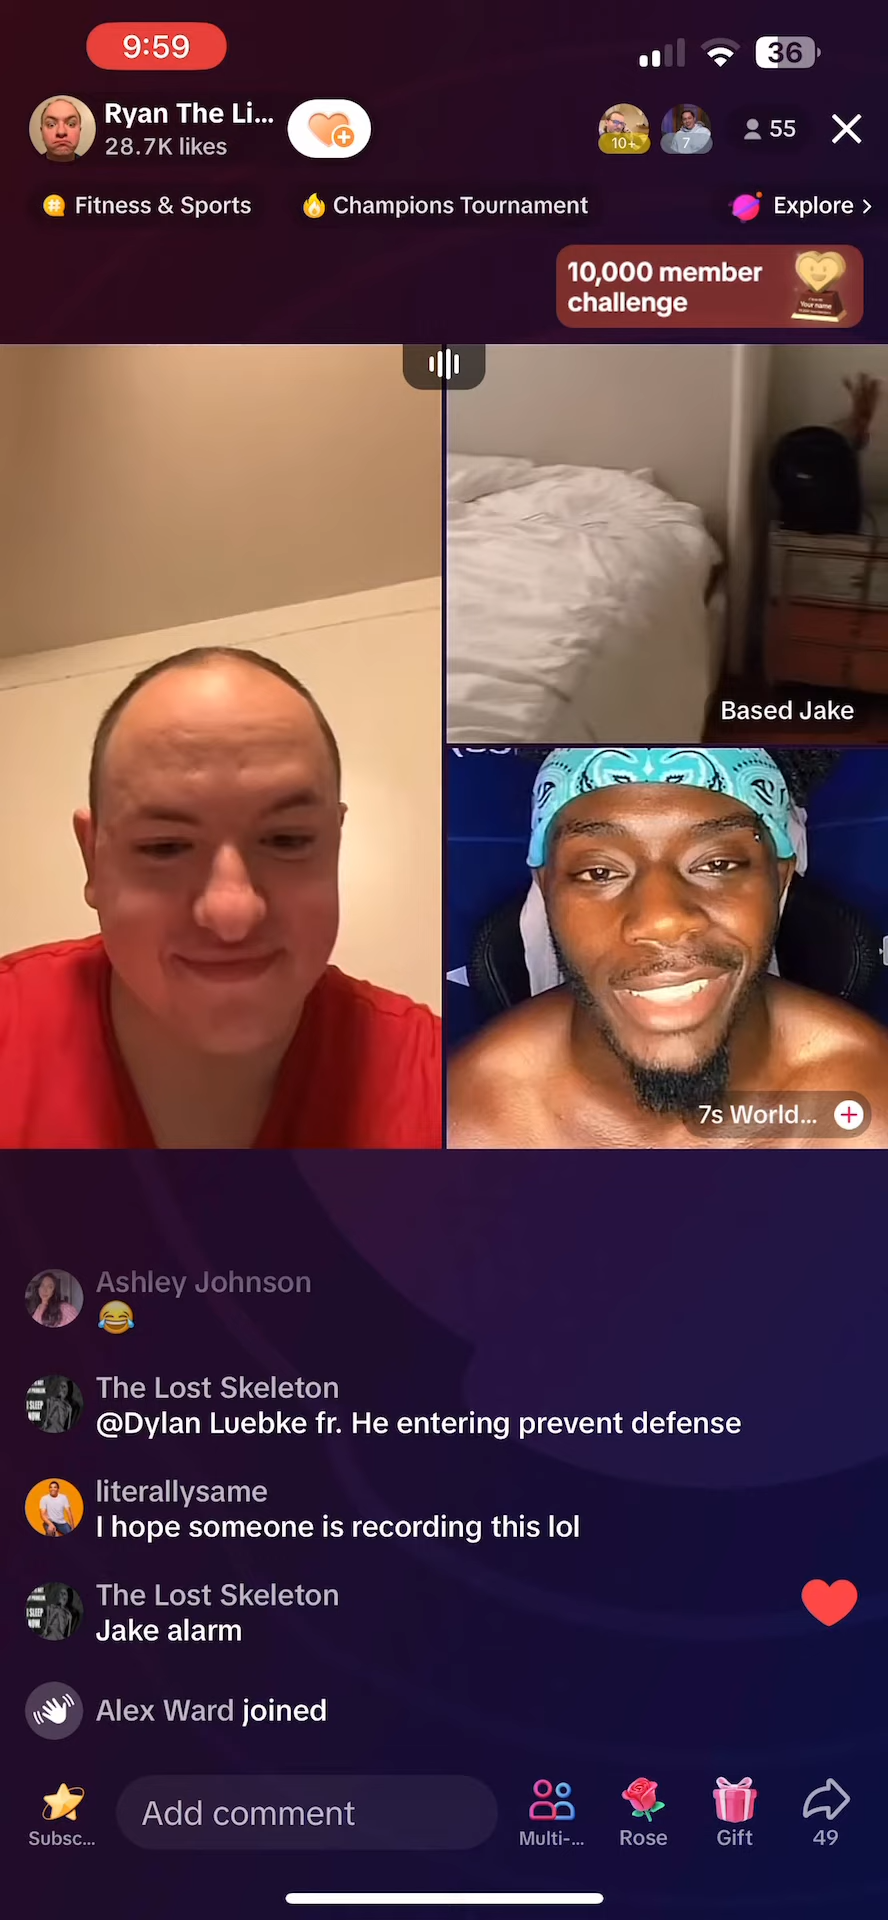 9:59
36
Ryan The Li...
28.7K likes
10+
7
55
Fitness & Sports
Champions Tournament
Explore >
10,000 member
challenge
Your name
Based Jake
7s World...
Ashley Johnson
😂
The Lost Skeleton
@Dylan Luebke fr. He entering prevent defense
literallysame
I hope someone is recording this lol
The Lost Skeleton
Jake alarm
Alex Ward joined
Add comment
Subsc...
Multi-...
Rose
Gift
49